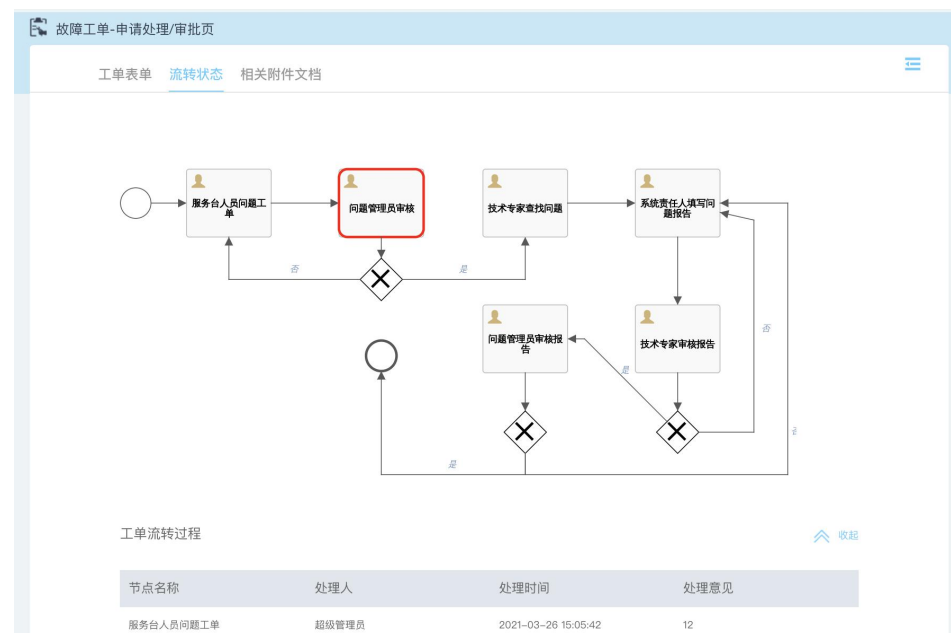 故障工单-申请处理/审批页
工单表单 流转状态 相关附件文档
服务台人员问题工
单
问题管理员审核
技术专家查找问题
系统责任人填写问
题报告
否
是
问题管理员审核报
告
技术专家审核报告
否
是
是
工单流转过程
收起
节点名称 处理人 处理时间 处理意见
服务台人员问题工单 超级管理员 2021-03-26 15:05:42 12